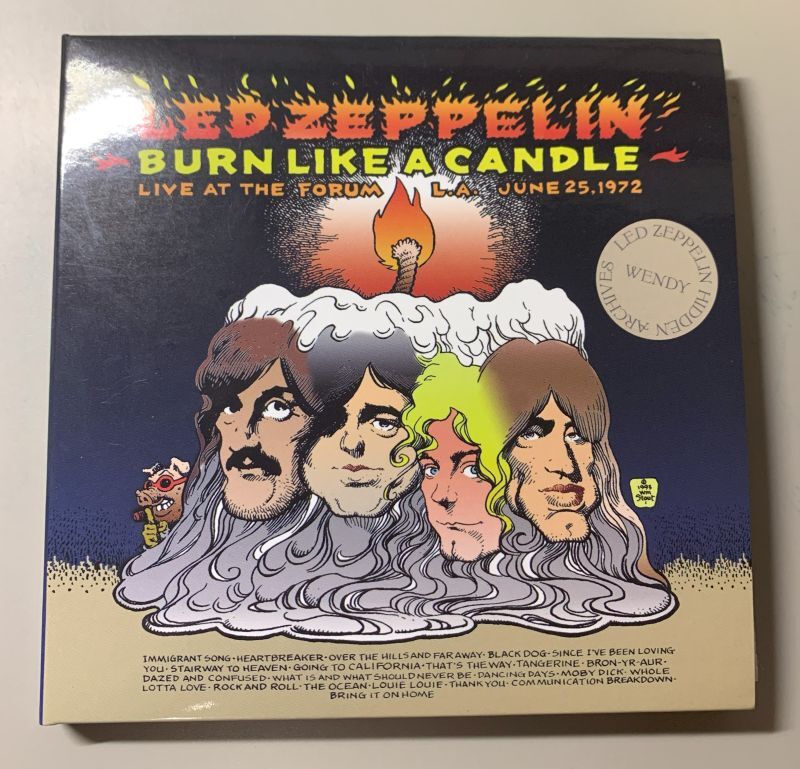 LED ZEPPELIN
BURN LIKE A CANDLE
LIVE AT THE FORUM L.A. JUNE 25, 1972
LED ZEPPELIN HIDDEN ARCHIVES
WENDY
© 1993 Wm Stout
IMMIGRANT SONG · HEARTBREAKER · OVER THE HILLS AND FAR AWAY · BLACK DOG · SINCE I'VE BEEN LOVING
YOU · STAIRWAY TO HEAVEN · GOING TO CALIFORNIA · THAT'S THE WAY · TANGERINE · BRON-YR-AUR ·
DAZED AND CONFUSED · WHAT IS AND WHAT SHOULD NEVER BE · DANCING DAYS · MOBY DICK · WHOLE
LOTTA LOVE · ROCK AND ROLL · THE OCEAN · LOUIE LOUIE · THANK YOU · COMMUNICATION BREAKDOWN ·
BRING IT ON HOME